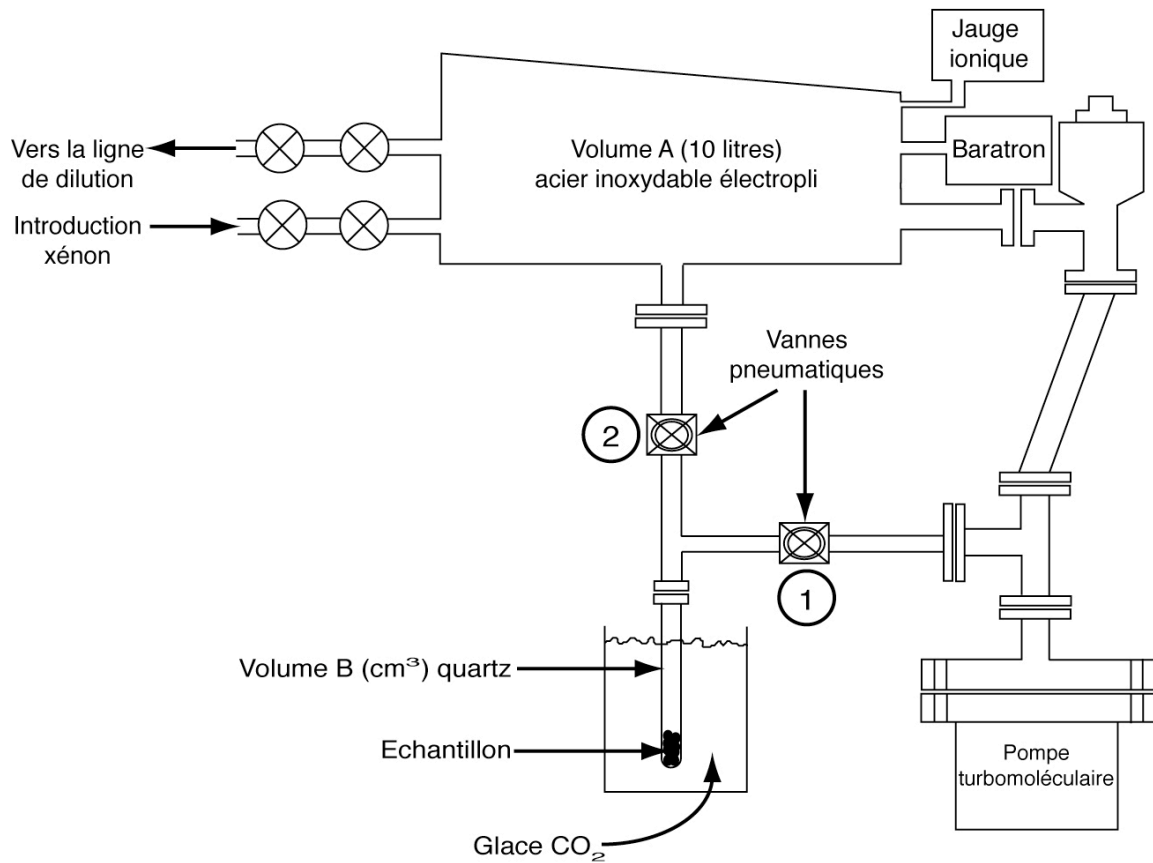 Jauge
ionique
Vers la ligne
de dilution
Volume A (10 litres)
acier inoxydable électropli
Baratron
Introduction
xénon
Vannes
pneumatiques
2
1
Volume B (cm³) quartz
Echantillon
Pompe
turbomoléculaire
Glace CO₂